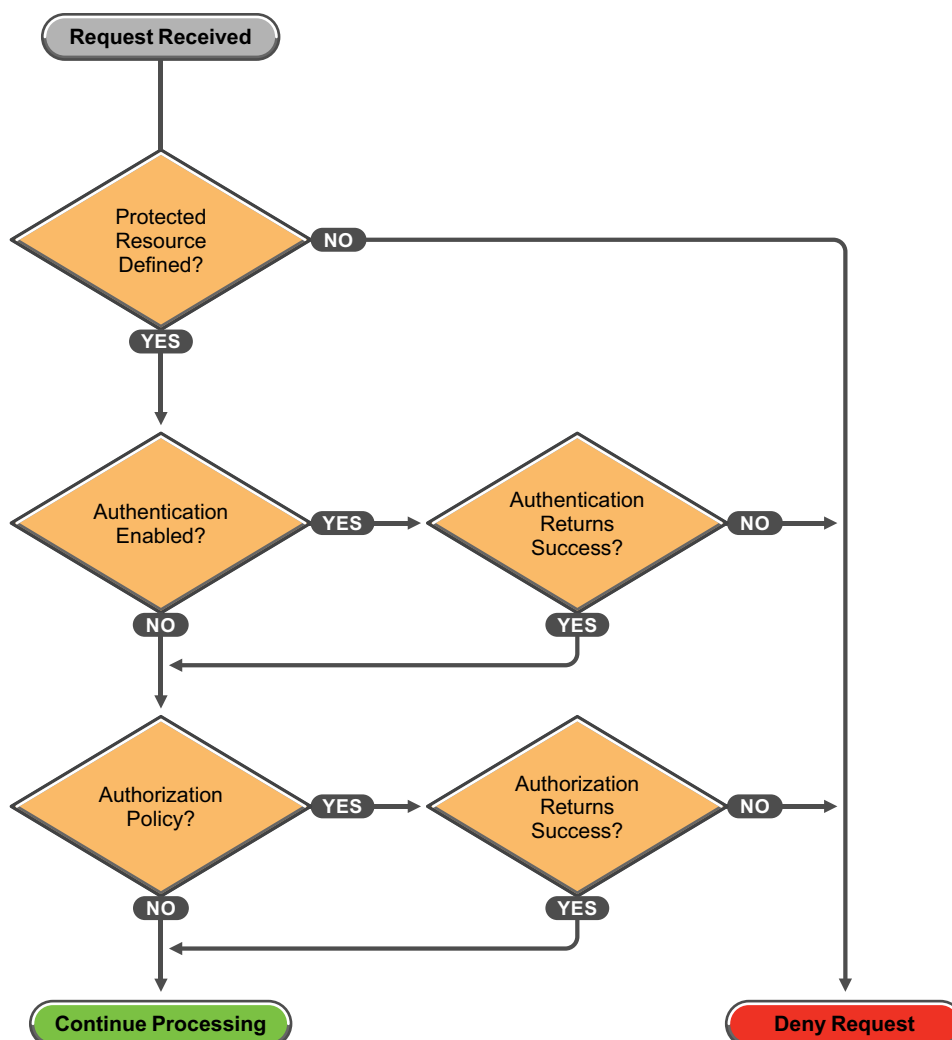 Request Received
Protected
Resource
Defined?
NO
YES
Authentication
Enabled?
YES
Authentication
Returns
Success?
NO
NO
YES
Authorization
Policy?
YES
Authorization
Returns
Success?
NO
NO
YES
Continue Processing
Deny Request